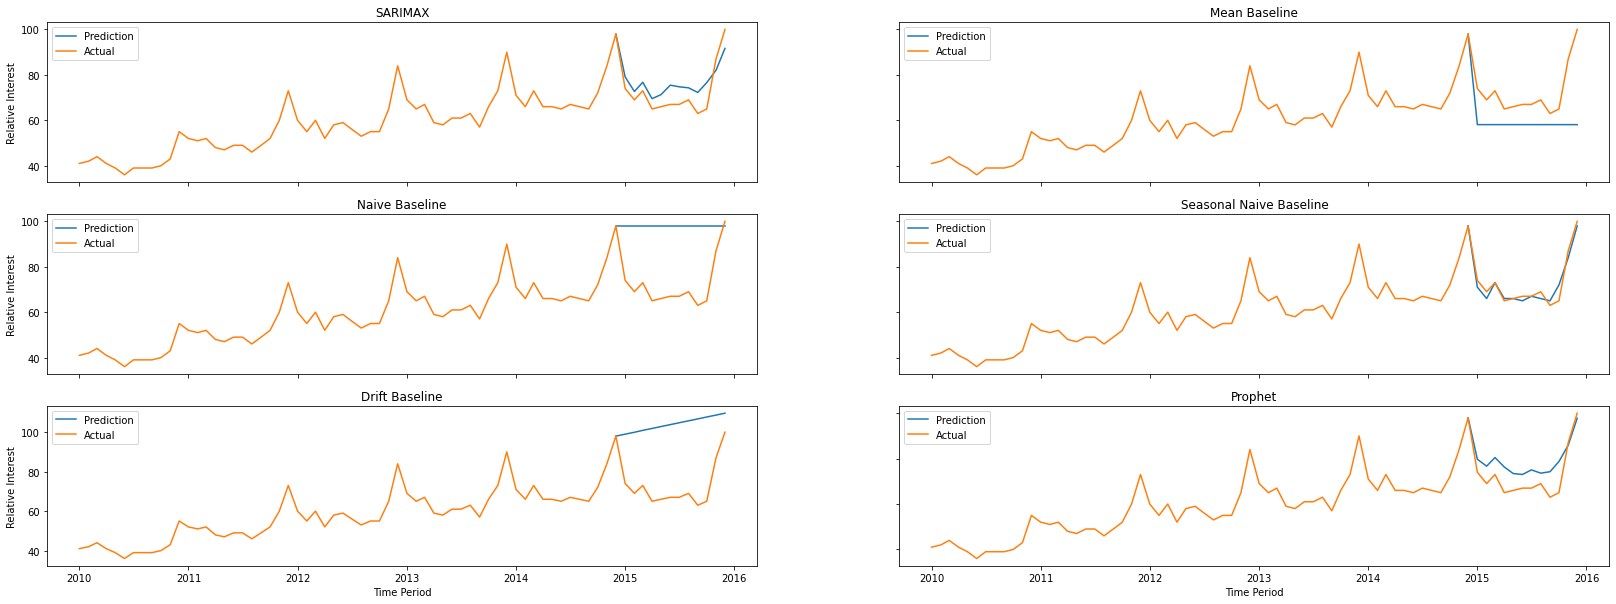 SARIMAX
Relative Interest
100
80
60
40
Prediction
Actual
Mean Baseline
Prediction
Actual
Naive Baseline
Relative Interest
100
80
60
40
Prediction
Actual
Seasonal Naive Baseline
Prediction
Actual
Drift Baseline
Relative Interest
100
80
60
40
Prediction
Actual
2010 2011 2012 2013 2014 2015 2016
Time Period
Prophet
Prediction
Actual
2010 2011 2012 2013 2014 2015 2016
Time Period